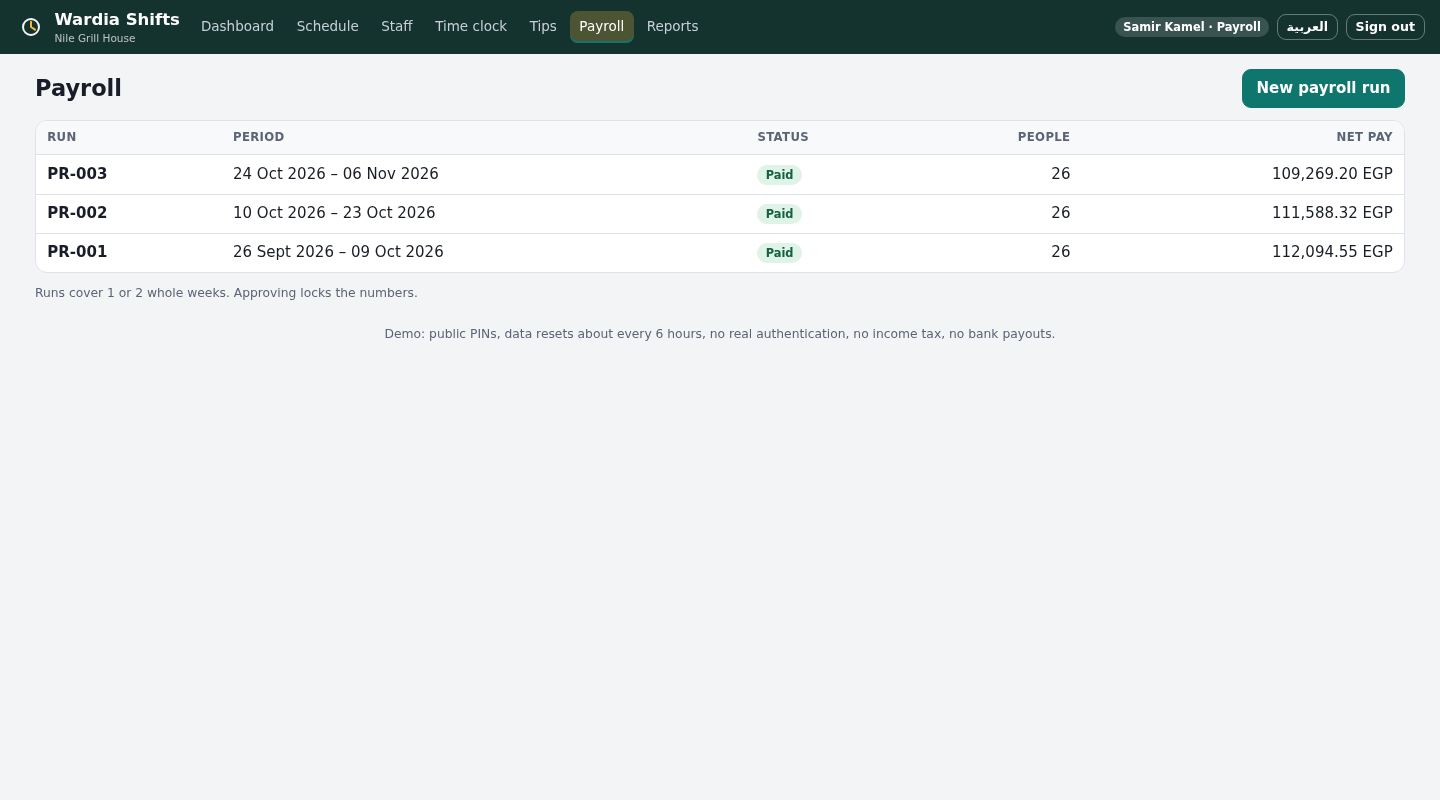 Wardia Shifts
Nile Grill House
Dashboard Schedule Staff Time clock Tips Payroll Reports
Samir Kamel · Payroll العربية Sign out
Payroll
New payroll run
RUN PERIOD STATUS PEOPLE NET PAY
PR-003 24 Oct 2026 – 06 Nov 2026 Paid 26 109,269.20 EGP
PR-002 10 Oct 2026 – 23 Oct 2026 Paid 26 111,588.32 EGP
PR-001 26 Sept 2026 – 09 Oct 2026 Paid 26 112,094.55 EGP
Runs cover 1 or 2 whole weeks. Approving locks the numbers.
Demo: public PINs, data resets about every 6 hours, no real authentication, no income tax, no bank payouts.